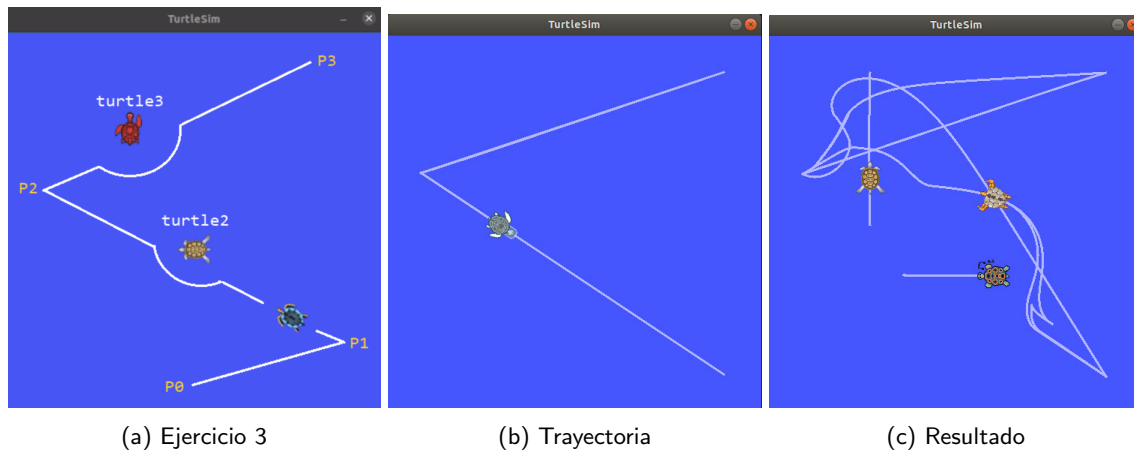 TurtleSim
P3
turtle3
P2
turtle2
P1
P0
TurtleSim
TurtleSim
(a) Ejercicio 3
(b) Trayectoria
(c) Resultado